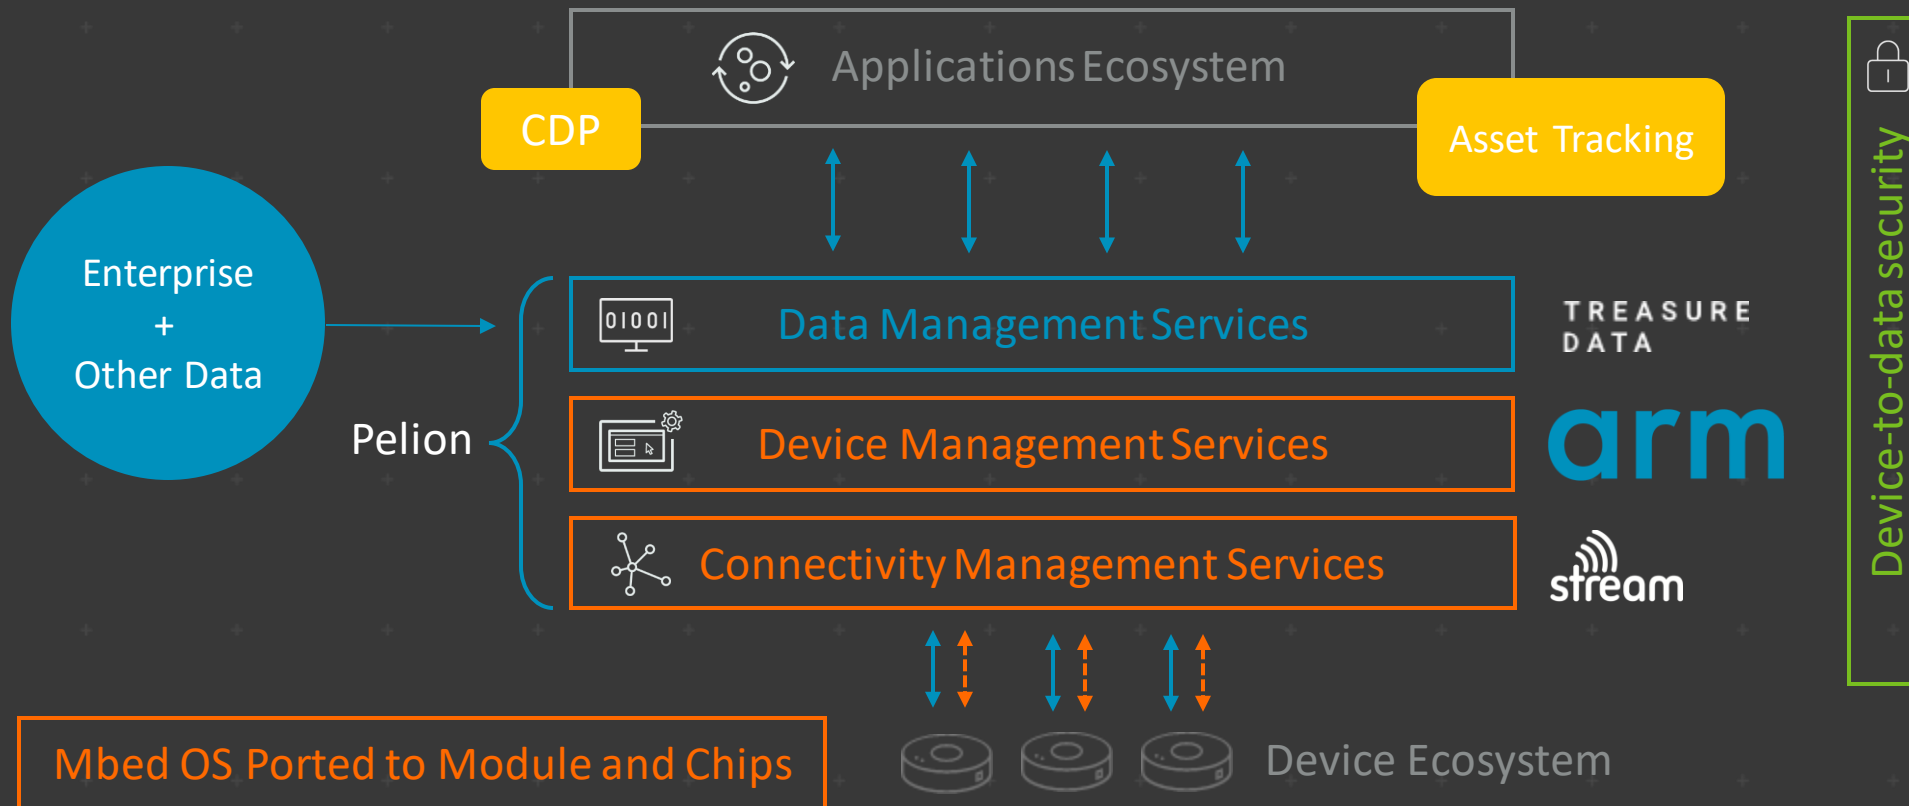 Applications Ecosystem
CDP
Asset Tracking
Enterprise
+
Other Data
Pelion
01001
Data Management Services
TREASURE
DATA
Device Management Services
arm
Connectivity Management Services
stream
Mbed OS Ported to Module and Chips
Device Ecosystem
Device-to-data security